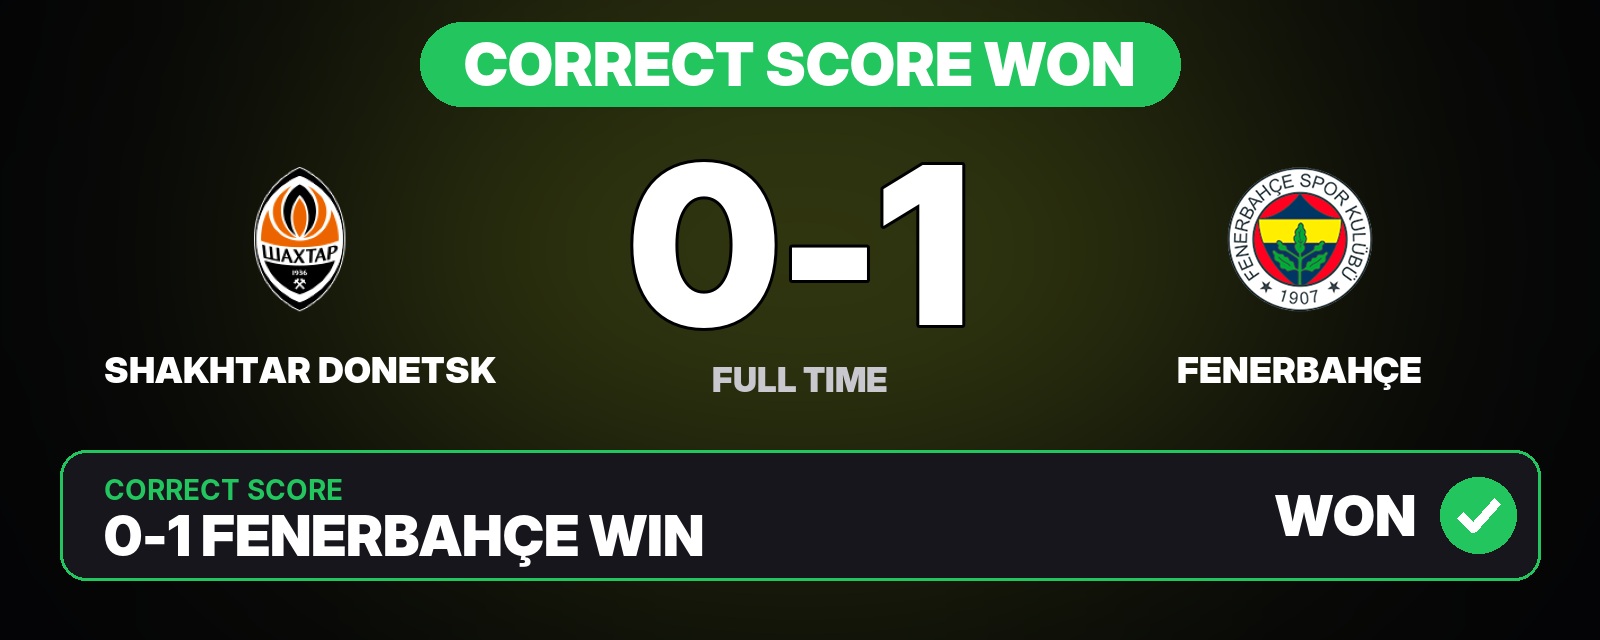 CORRECT SCORE WON
0-1
ШАХТАР
1936
FENERBAHÇE SPOR KULÜBÜ
★ 1907 ★
SHAKHTAR DONETSK
FULL TIME
FENERBAHÇE
CORRECT SCORE
0-1 FENERBAHÇE WIN
WON